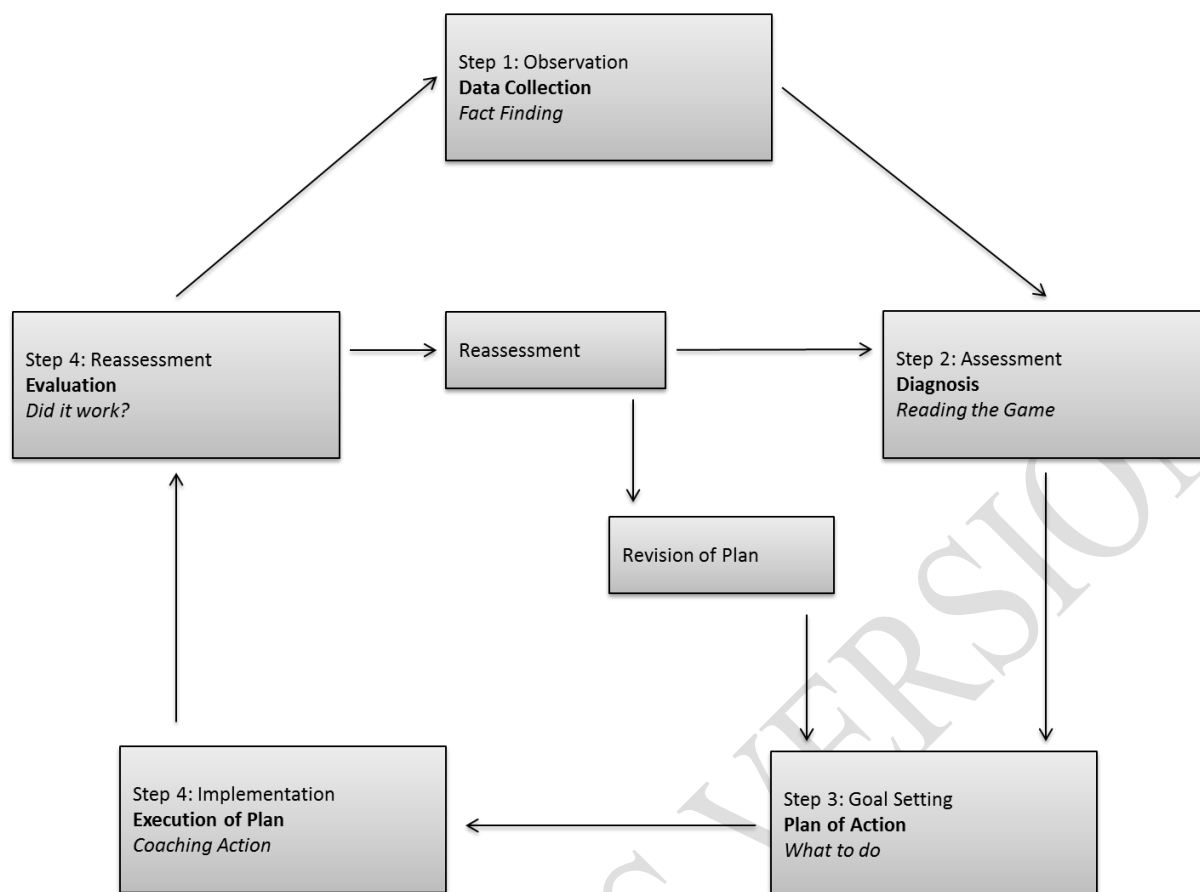 Step 1: Observation
Data Collection
Fact Finding
Step 4: Reassessment
Evaluation
Did it work?
Reassessment
Step 2: Assessment
Diagnosis
Reading the Game
Revision of Plan
Step 4: Implementation
Execution of Plan
Coaching Action
Step 3: Goal Setting
Plan of Action
What to do
VERSION